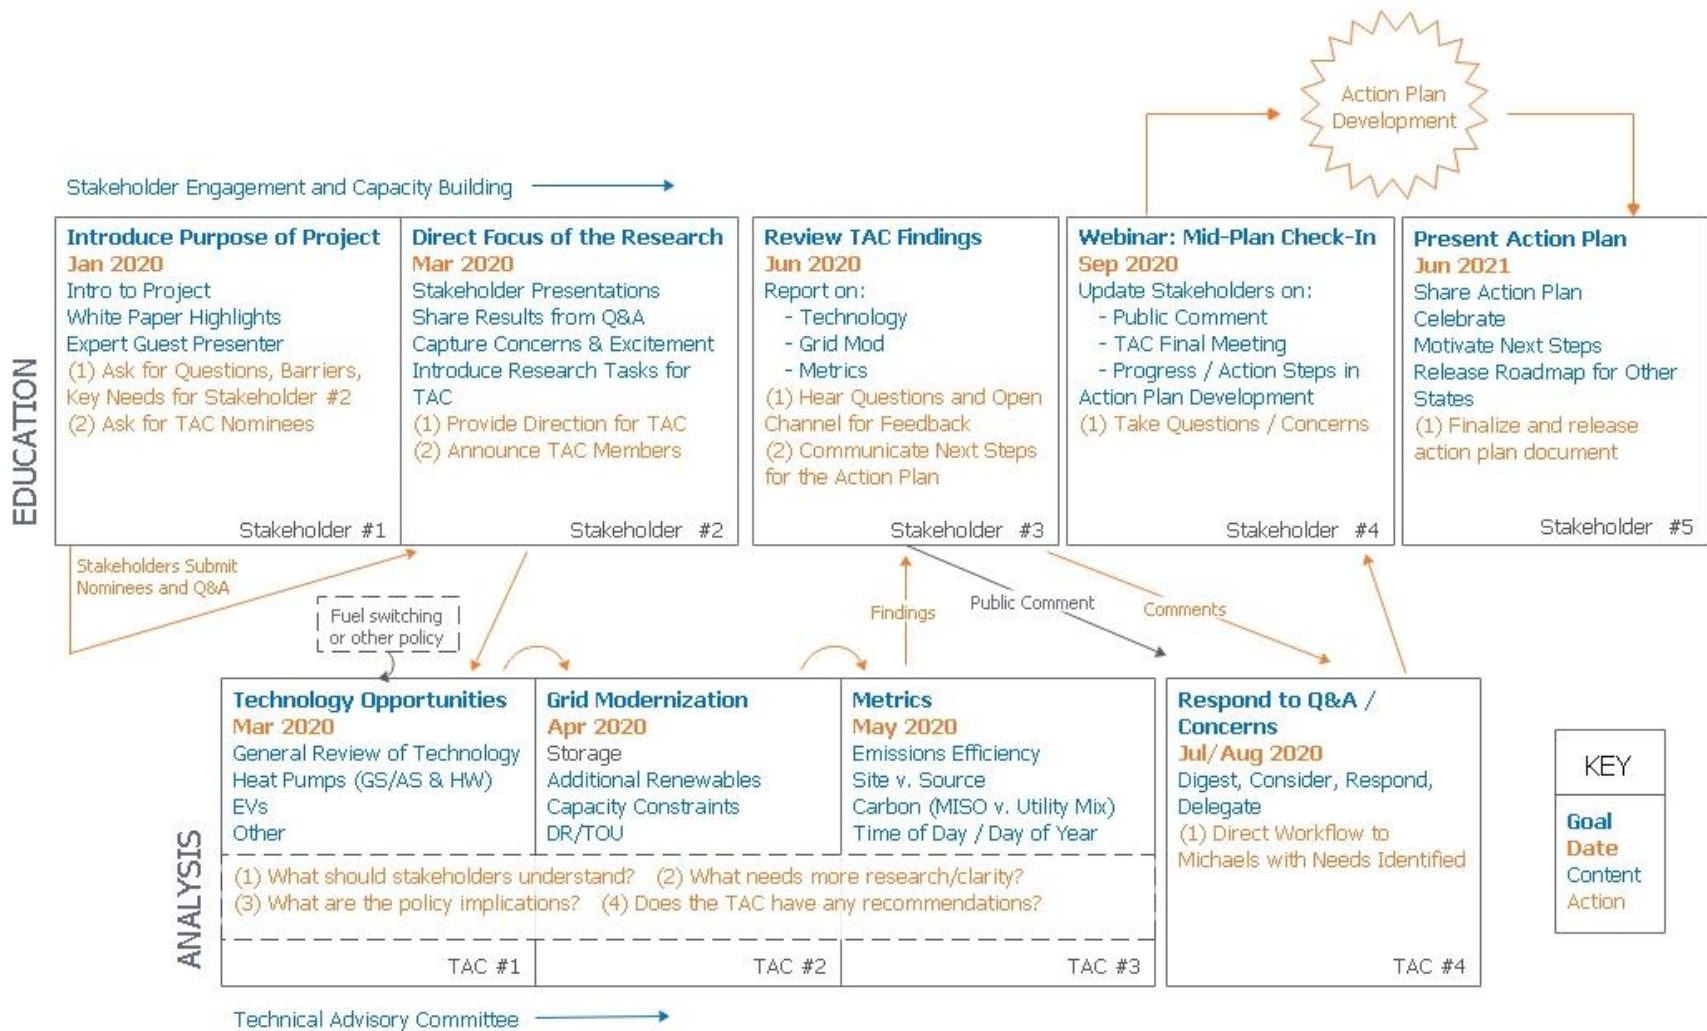 Action Plan
Development
Stakeholder Engagement and Capacity Building
EDUCATION
Introduce Purpose of Project
Jan 2020
Intro to Project
White Paper Highlights
Expert Guest Presenter
(1) Ask for Questions, Barriers,
Key Needs for Stakeholder #2
(2) Ask for TAC Nominees
Stakeholder #1
Direct Focus of the Research
Mar 2020
Stakeholder Presentations
Share Results from Q&A
Capture Concerns & Excitement
Introduce Research Tasks for
TAC
(1) Provide Direction for TAC
(2) Announce TAC Members
Stakeholder #2
Review TAC Findings
Jun 2020
Report on:
- Technology
- Grid Mod
- Metrics
(1) Hear Questions and Open
Channel for Feedback
(2) Communicate Next Steps
for the Action Plan
Stakeholder #3
Webinar: Mid-Plan Check-In
Sep 2020
Update Stakeholders on:
- Public Comment
- TAC Final Meeting
- Progress / Action Steps in
Action Plan Development
(1) Take Questions / Concerns
Stakeholder #4
Present Action Plan
Jun 2021
Share Action Plan
Celebrate
Motivate Next Steps
Release Roadmap for Other
States
(1) Finalize and release
action plan document
Stakeholder #5
Stakeholders Submit
Nominees and Q&A
Fuel switching
or other policy
Findings
Public Comment
Comments
ANALYSIS
Technology Opportunities
Mar 2020
General Review of Technology
Heat Pumps (GS/AS & HW)
EVs
Other
Grid Modernization
Apr 2020
Storage
Additional Renewables
Capacity Constraints
DR/TOU
Metrics
May 2020
Emissions Efficiency
Site v. Source
Carbon (MISO v. Utility Mix)
Time of Day / Day of Year
(1) What should stakeholders understand? (2) What needs more research/clarity?
(3) What are the policy implications? (4) Does the TAC have any recommendations?
TAC #1
TAC #2
TAC #3
Respond to Q&A /
Concerns
Jul/Aug 2020
Digest, Consider, Respond,
Delegate
(1) Direct Workflow to
Michaels with Needs Identified
TAC #4
KEY
Goal
Date
Content
Action
Technical Advisory Committee